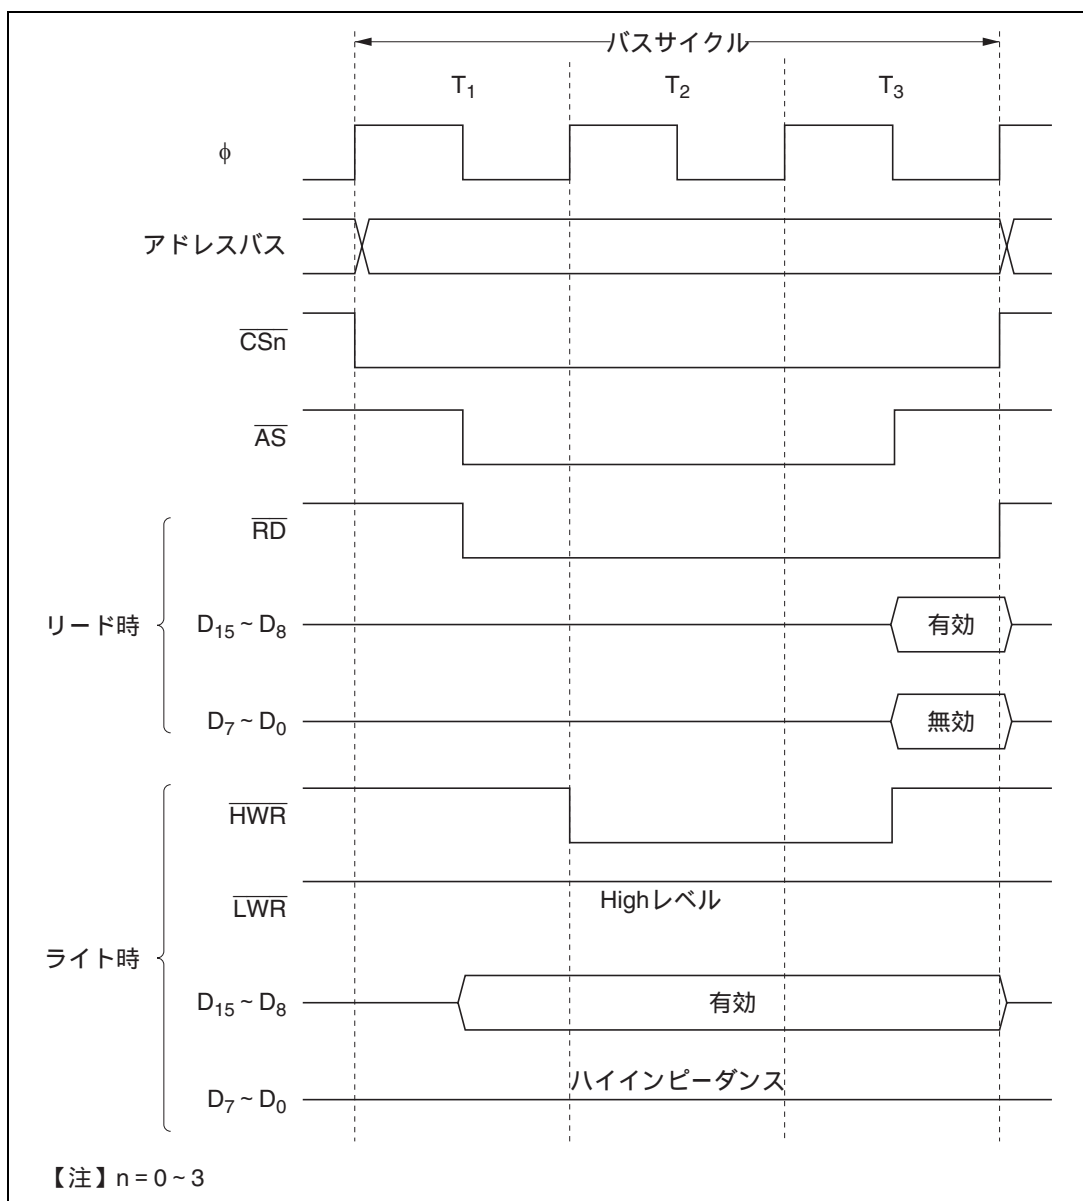 バスサイクル
T1 T2 T3
φ
アドレスバス
CSn
AS
RD
リード時
D15 ~ D8
有効
D7 ~ D0
無効
HWR
LWR
Highレベル
ライト時
D15 ~ D8
有効
D7 ~ D0
ハイインピーダンス
【注】n = 0 ~ 3